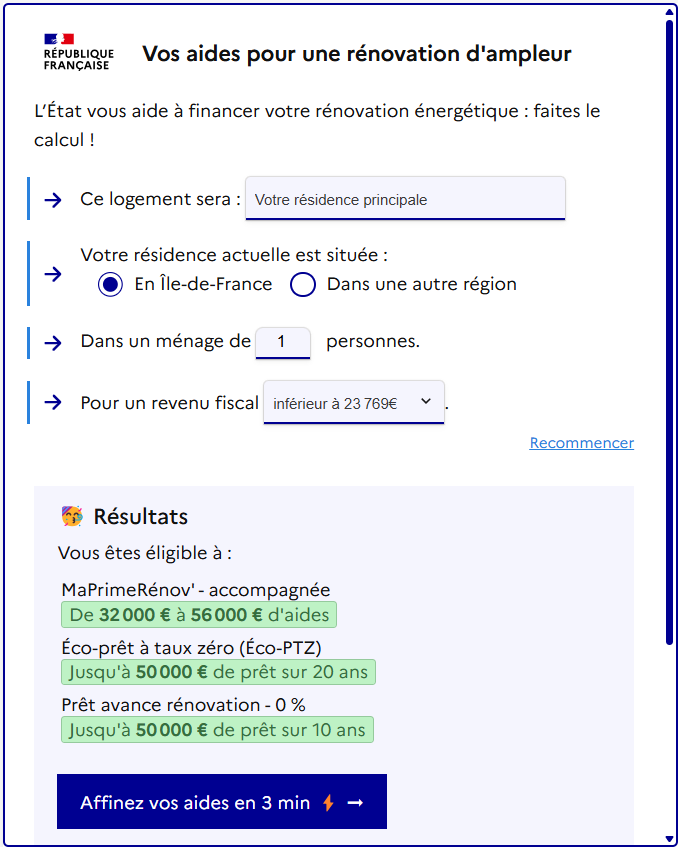 RÉPUBLIQUE
FRANÇAISE
Vos aides pour une rénovation d'ampleur
L’État vous aide à financer votre rénovation énergétique : faites le
calcul !
Ce logement sera : Votre résidence principale
Votre résidence actuelle est située :
En Île-de-France Dans une autre région
Dans un ménage de 1 personnes.
Pour un revenu fiscal inférieur à 23 769€ .
Recommencer
Résultats
Vous êtes éligible à :
MaPrimeRénov' - accompagnée
De 32 000 € à 56 000 € d'aides
Éco-prêt à taux zéro (Éco-PTZ)
Jusqu'à 50 000 € de prêt sur 20 ans
Prêt avance rénovation - 0 %
Jusqu'à 50 000 € de prêt sur 10 ans
Affinez vos aides en 3 min